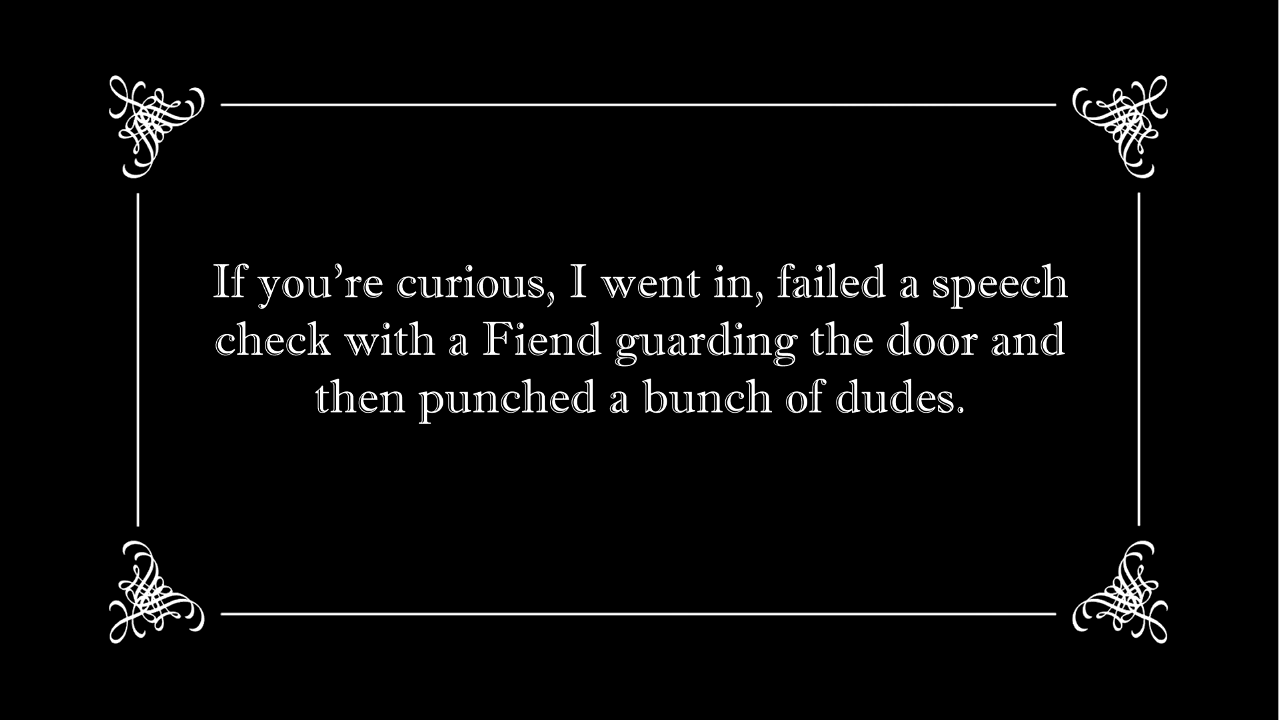 If you’re curious, I went in, failed a speech
check with a Fiend guarding the door and
then punched a bunch of dudes.